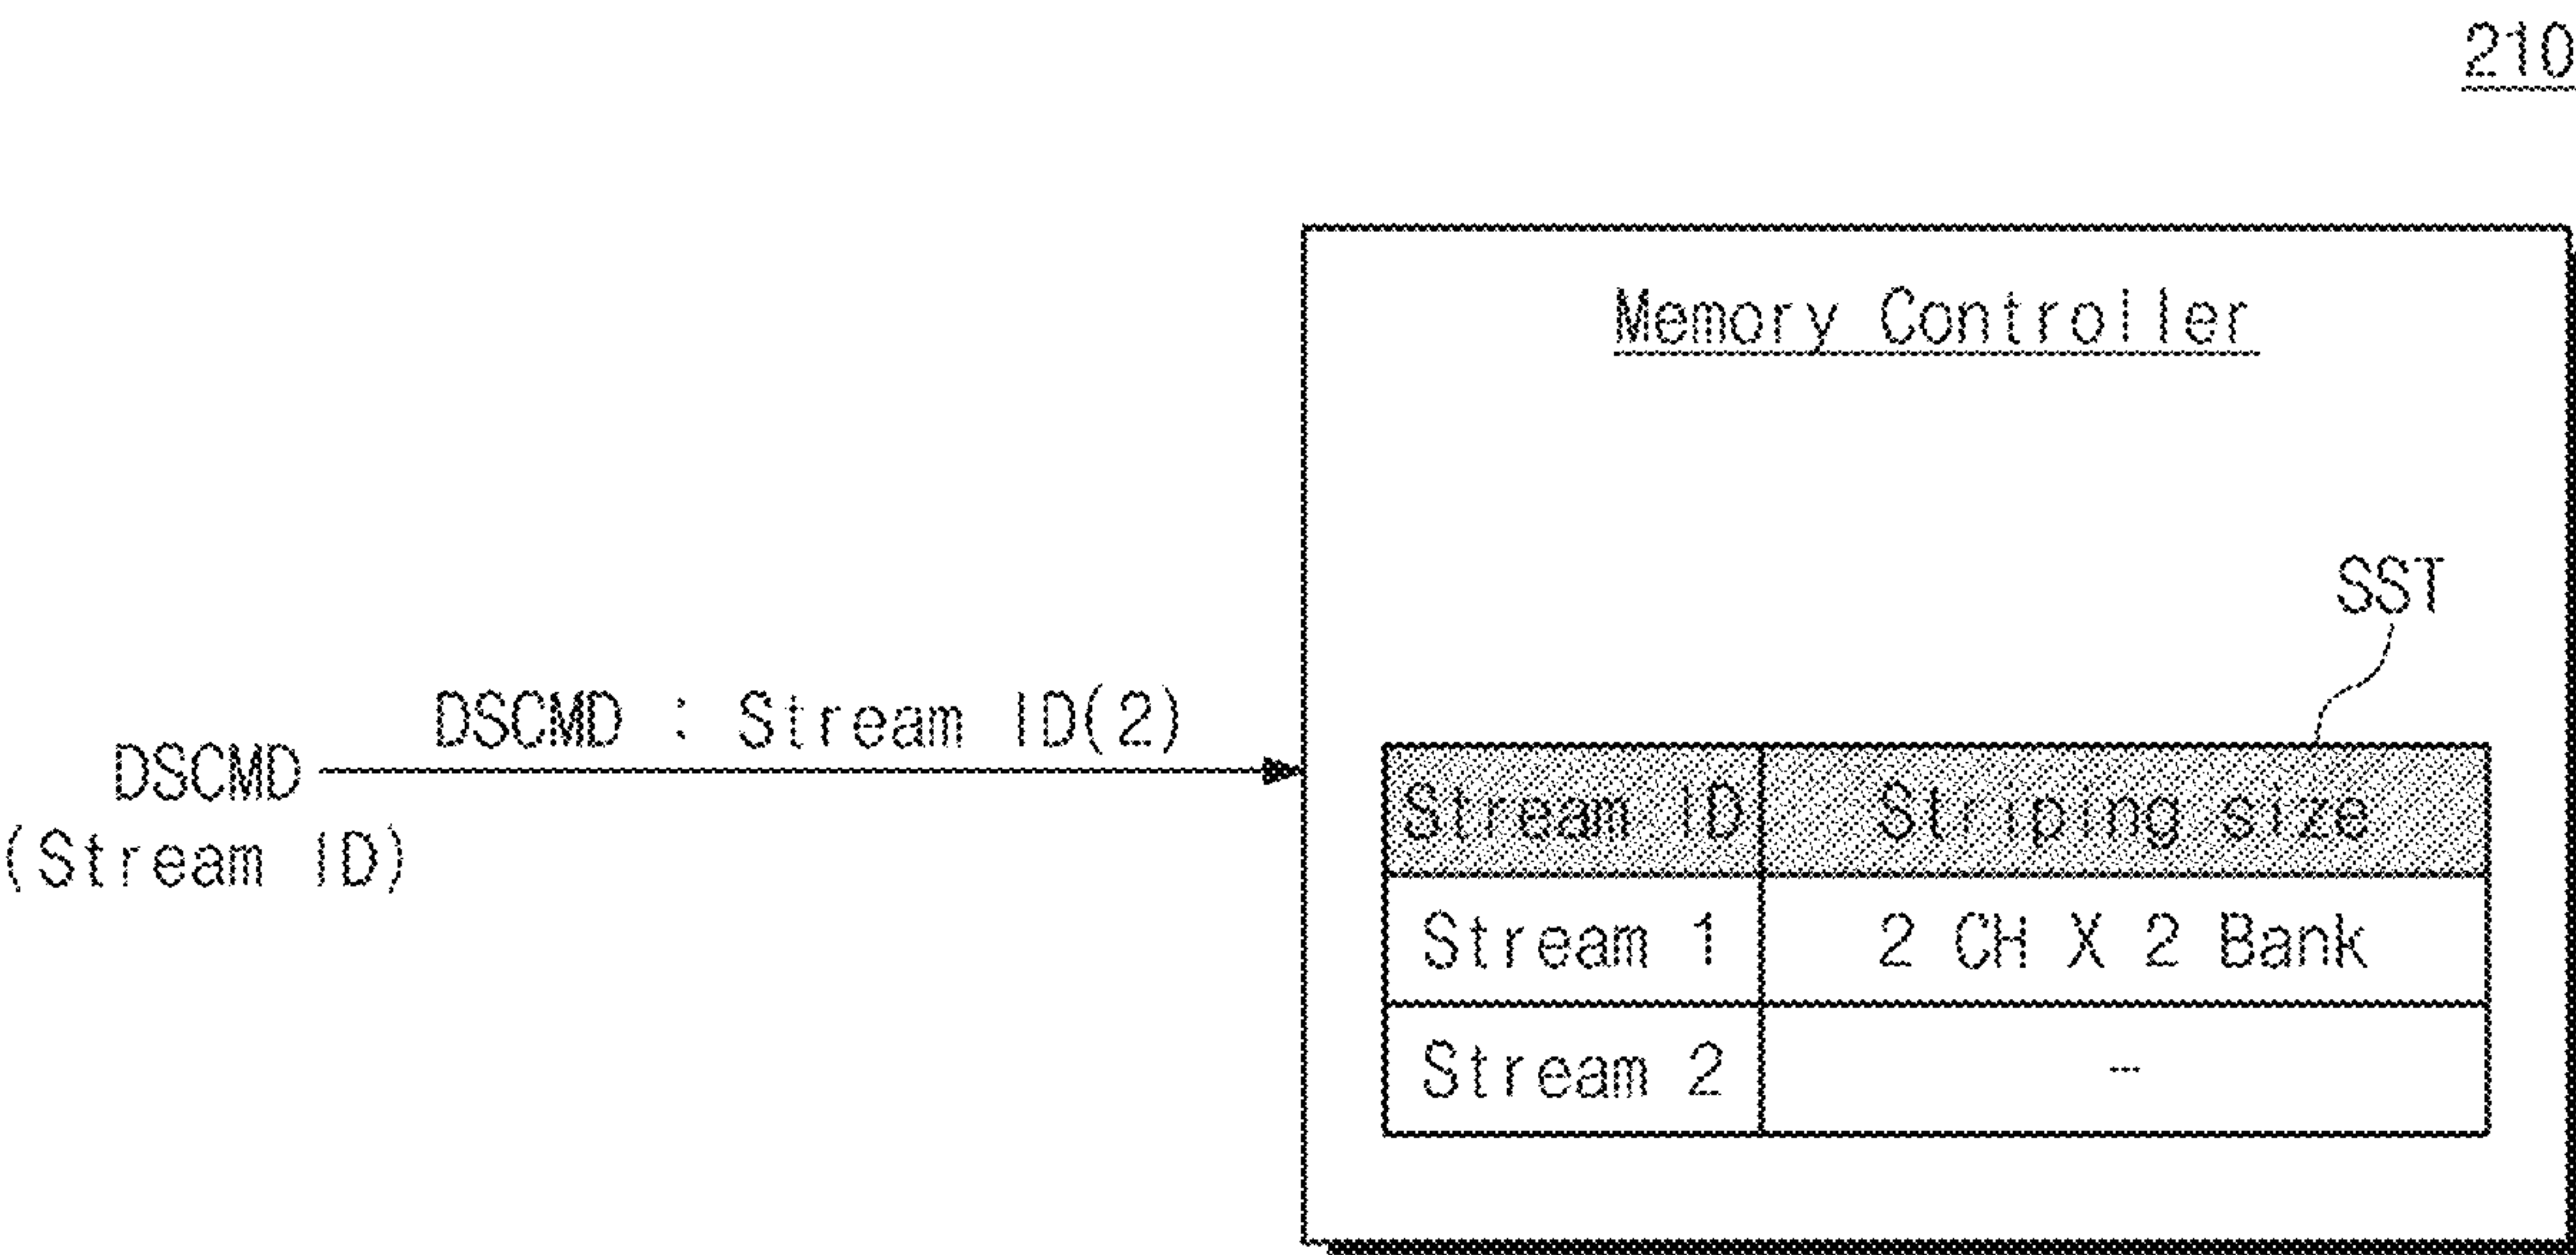 210
Memory Controller
SST
DSCMD : Stream ID(2)
DSCMD
(Stream ID)
Stream ID Striping size
Stream 1 2 CH X 2 Bank
Stream 2 -